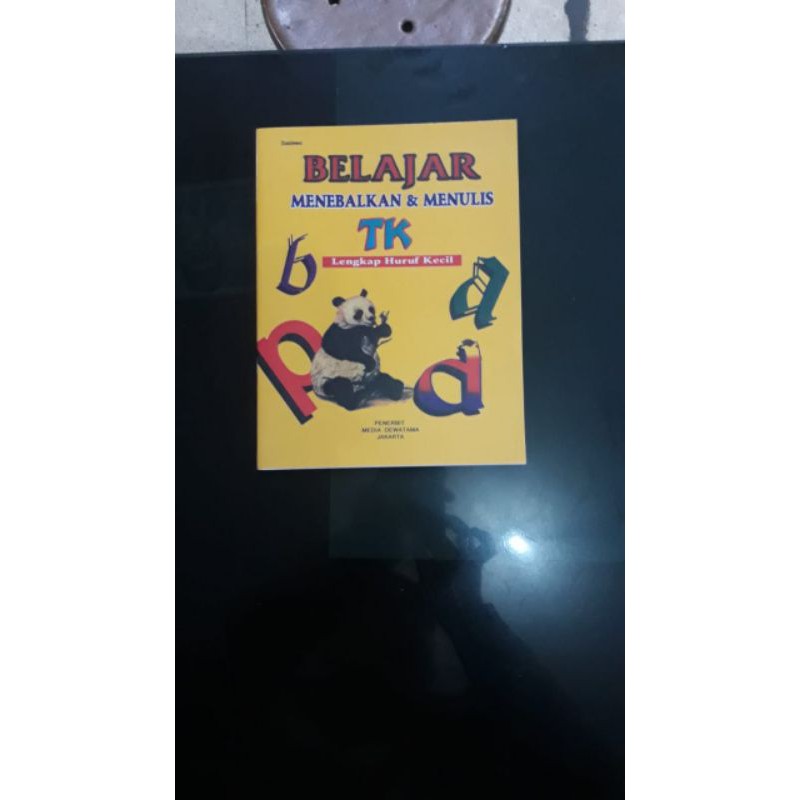 BELAJAR
MENEBALKAN & MENULIS
TK
Lengkap Huruf Kecil
b
a
p
d
PENERBIT
MEDIA DEWATAMA
JAKARTA